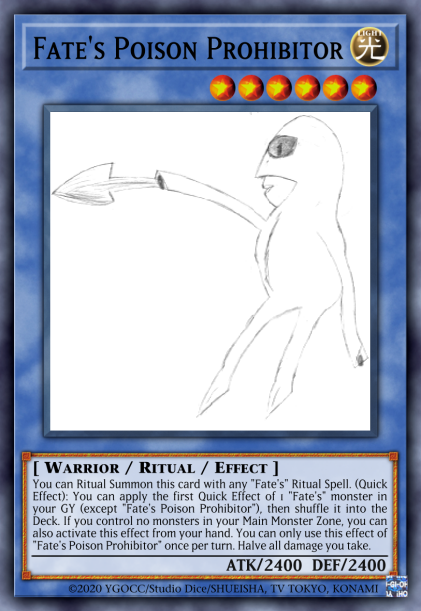 Fate's Poison Prohibitor
LIGHT
光
[ Warrior / Ritual / Effect ]
You can Ritual Summon this card with any "Fate's" Ritual Spell. (Quick
Effect): You can apply the first Quick Effect of 1 "Fate's" monster in
your GY (except "Fate's Poison Prohibitor"), then shuffle it into the
Deck. If you control no monsters in your Main Monster Zone, you can
also activate this effect from your hand. You can only use this effect of
"Fate's Poison Prohibitor" once per turn. Halve all damage you take.
ATK/2400 DEF/2400
©2020 YGOCC/Studio Dice/SHUEISHA, TV TOKYO, KONAMI